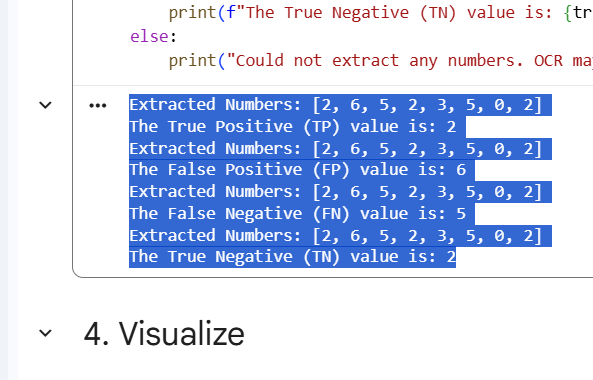 print(f"The True Negative (TN) value is: {tr
else:
print("Could not extract any numbers. OCR ma
Extracted Numbers: [2, 6, 5, 2, 3, 5, 0, 2]
The True Positive (TP) value is: 2
Extracted Numbers: [2, 6, 5, 2, 3, 5, 0, 2]
The False Positive (FP) value is: 6
Extracted Numbers: [2, 6, 5, 2, 3, 5, 0, 2]
The False Negative (FN) value is: 5
Extracted Numbers: [2, 6, 5, 2, 3, 5, 0, 2]
The True Negative (TN) value is: 2
4. Visualize